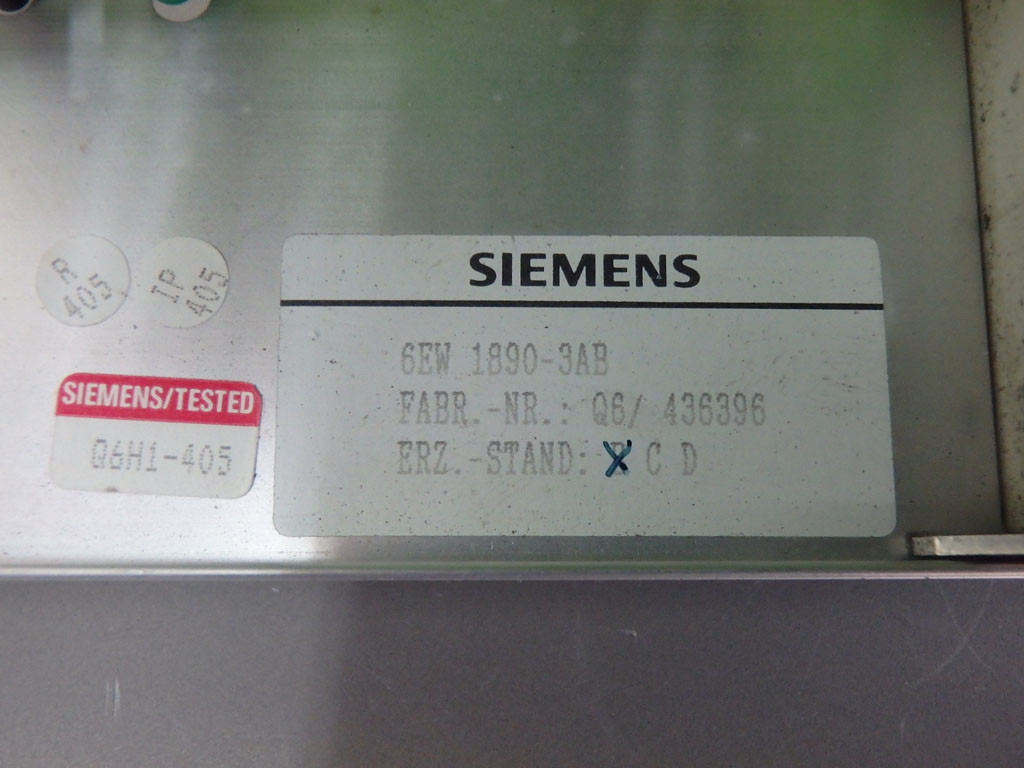 SIEMENS
6EW 1890-3AB
FABR.-NR.: Q6/ 436396
ERZ.-STAND: B C D
R
405
IP
405
SIEMENS/TESTED
Q6H1-405